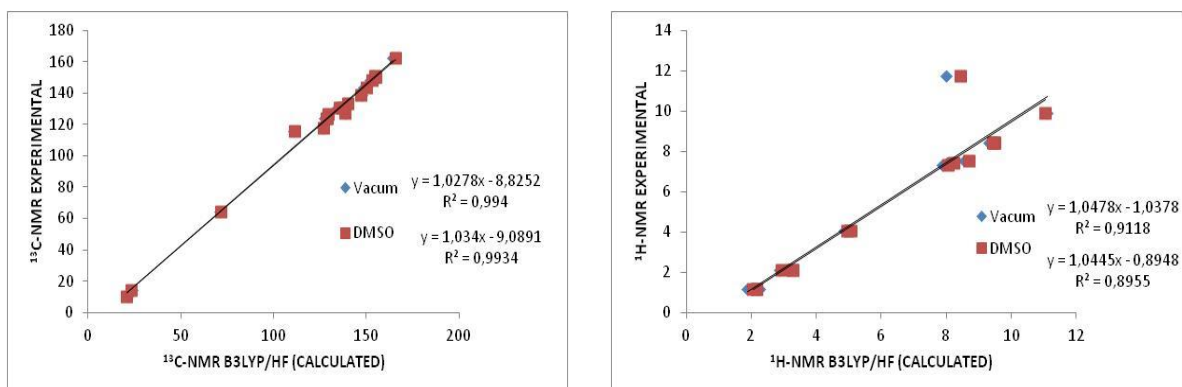 ¹³C-NMR EXPERIMENTAL
180
160
140
120
100
80
60
40
20
0
0 50 100 150 200
¹³C-NMR B3LYP/HF (CALCULATED)
Vacum y = 1,0278x - 8,8252
R² = 0,994
DMSO y = 1,034x - 9,0891
R² = 0,9934
¹H-NMR EXPERIMENTAL
14
12
10
8
6
4
2
0
0 2 4 6 8 10 12
¹H-NMR B3LYP/HF (CALCULATED)
Vacum y = 1,0478x - 1,0378
R² = 0,9118
DMSO y = 1,0445x - 0,8948
R² = 0,8955